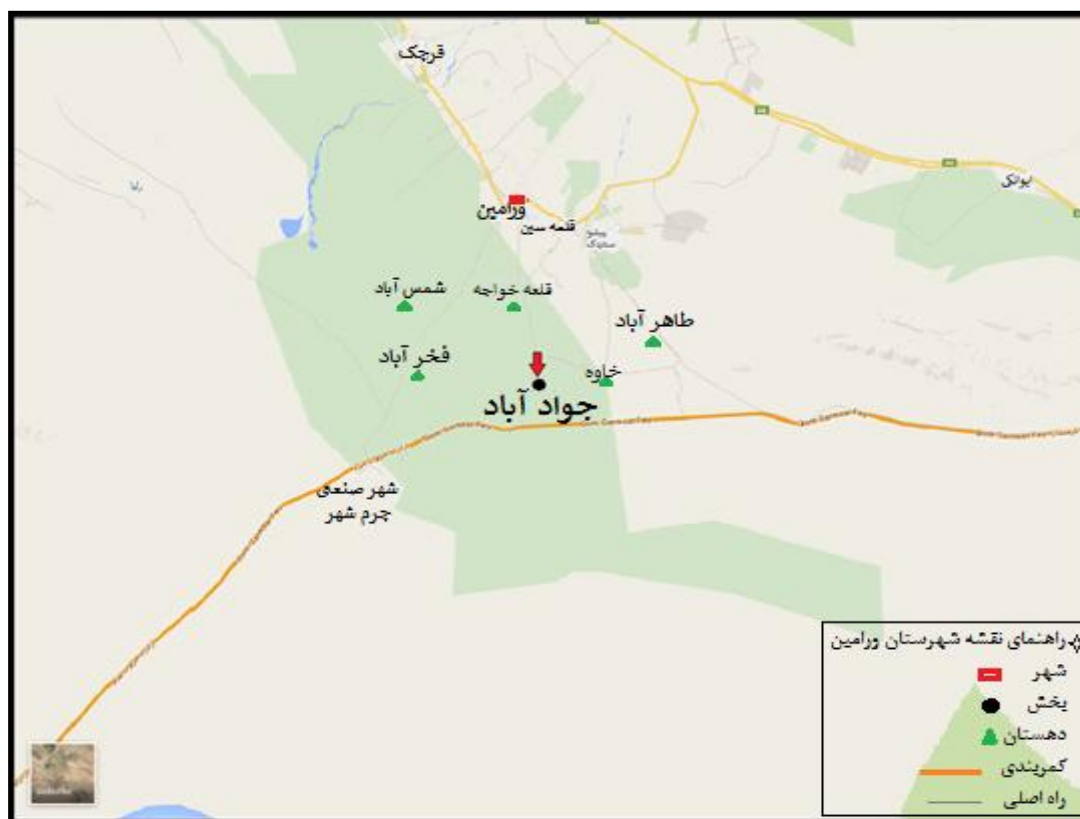 قرچک
ایوانکی
ورامین
قلعه سین
پیشوا
شمس آباد
قلعه خواجه
طاهر آباد
فخر آباد
خاوه
جواد آباد
شهر صنعتی
چرم شهر
راهنمای نقشه شهرستان ورامین
شهر
بخش
دهستان
کمربندی
راه اصلی